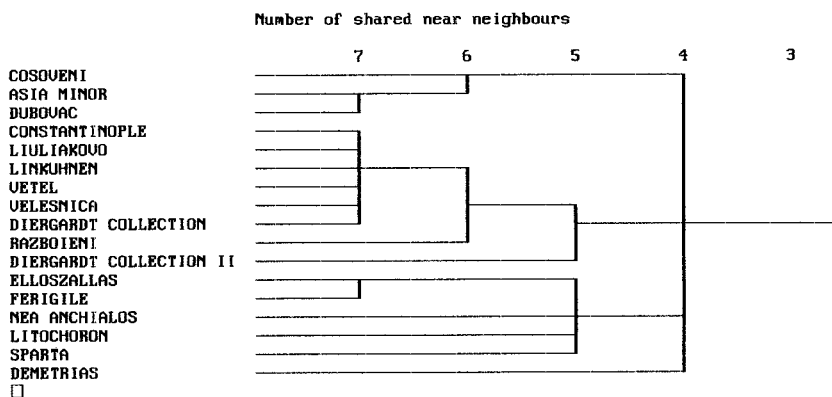 Number of shared near neighbours
7 6 5 4 3
COSOVENI
ASIA MINOR
DUBOVAC
CONSTANTINOPLE
LIULIAKOVO
LINKUHNEN
VETEL
VELESNICA
DIERGARDT COLLECTION
RAZBOIENI
DIERGARDT COLLECTION II
ELLOSZALLAS
FERIGILE
NEA ANCHIALOS
LITOCHORON
SPARTA
DEMETRIAS